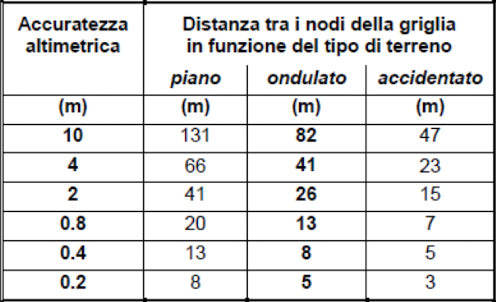 Accuratezza altimetrica Distanza tra i nodi della griglia in funzione del tipo di terreno
piano ondulato accidentato
(m) (m) (m) (m)
10 131 82 47
4 66 41 23
2 41 26 15
0.8 20 13 7
0.4 13 8 5
0.2 8 5 3